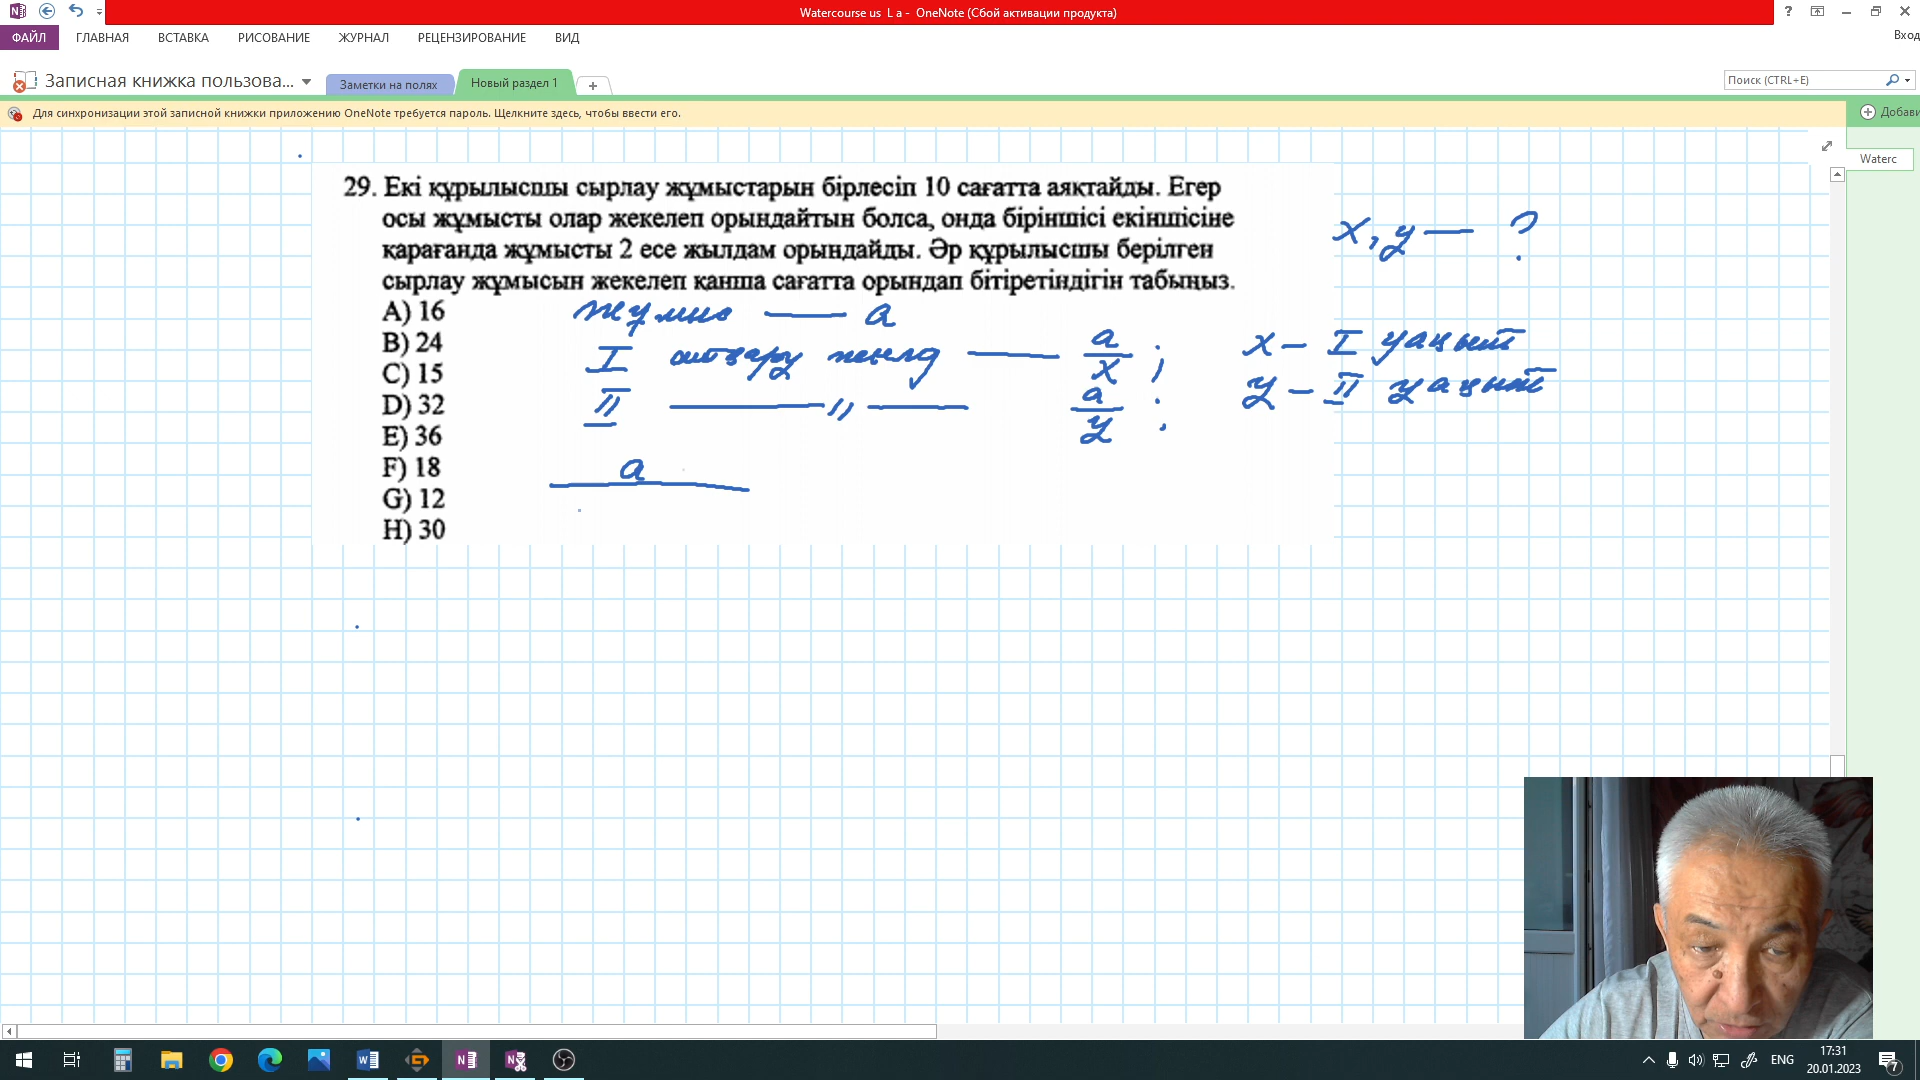 Watercourse us L a - OneNote (Сбой активации продукта)
ФАЙЛ ГЛАВНАЯ ВСТАВКА РИСОВАНИЕ ЖУРНАЛ РЕЦЕНЗИРОВАНИЕ ВИД
Вход
Записная книжка пользова...
Заметки на полях
Новый раздел 1
Поиск (CTRL+E)
Для синхронизации этой записной книжки приложению OneNote требуется пароль. Щелкните здесь, чтобы ввести его.
Добави
Waterc
29. Екі құрылысшы сырлау жұмыстарын бірлесіп 10 сағатта аяқтайды. Егер
осы жұмысты олар жекелеп орындайтын болса, онда біріншісі екіншісіне
қарағанда жұмысты 2 есе жылдам орындайды. Әр құрылысшы берілген
сырлау жұмысын жекелеп қанша сағатта орындап бітіретіндігін табыңыз.
x, y — ?
A) 16
B) 24
C) 15
D) 32
E) 36
F) 18
G) 12
H) 30
— a
I — a/x ;
x – I уақыт
II —〃— a/y ;
y – II уақыт
a
ENG
17:31
20.01.2023
7